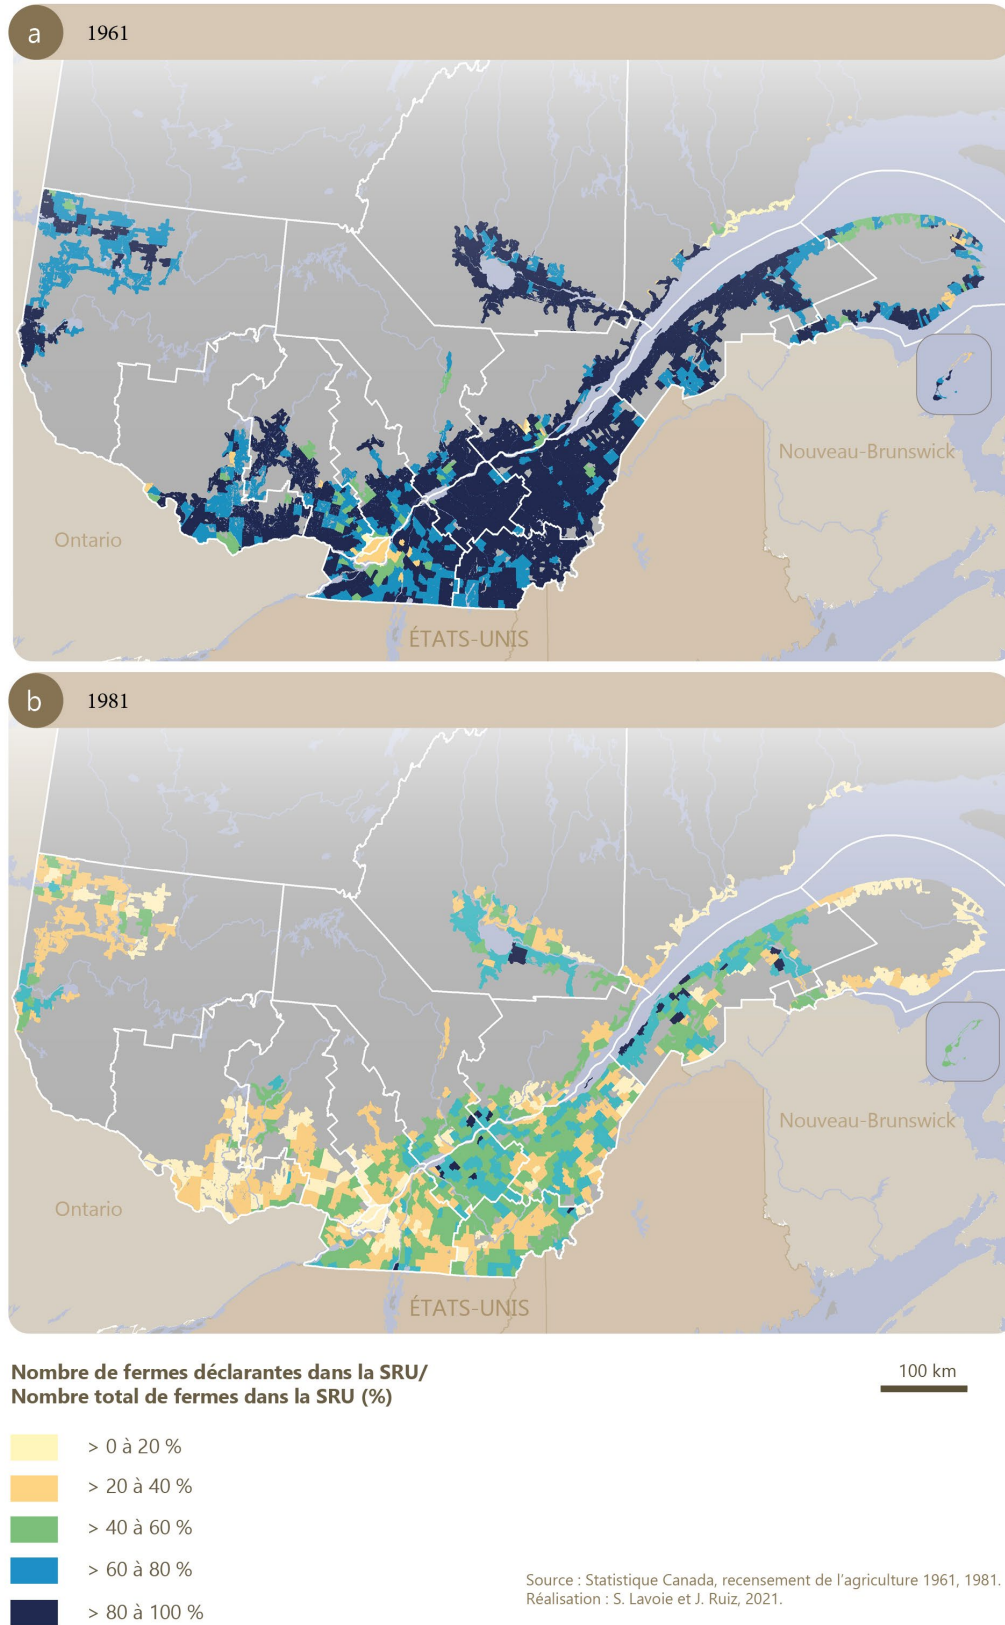 a
1961
Nouveau-Brunswick
Ontario
ÉTATS-UNIS
b
1981
Nouveau-Brunswick
Ontario
ÉTATS-UNIS
Nombre de fermes déclarantes dans la SRU/
Nombre total de fermes dans la SRU (%)
100 km
> 0 à 20 %
> 20 à 40 %
> 40 à 60 %
> 60 à 80 %
> 80 à 100 %
Source : Statistique Canada, recensement de l’agriculture 1961, 1981.
Réalisation : S. Lavoie et J. Ruiz, 2021.